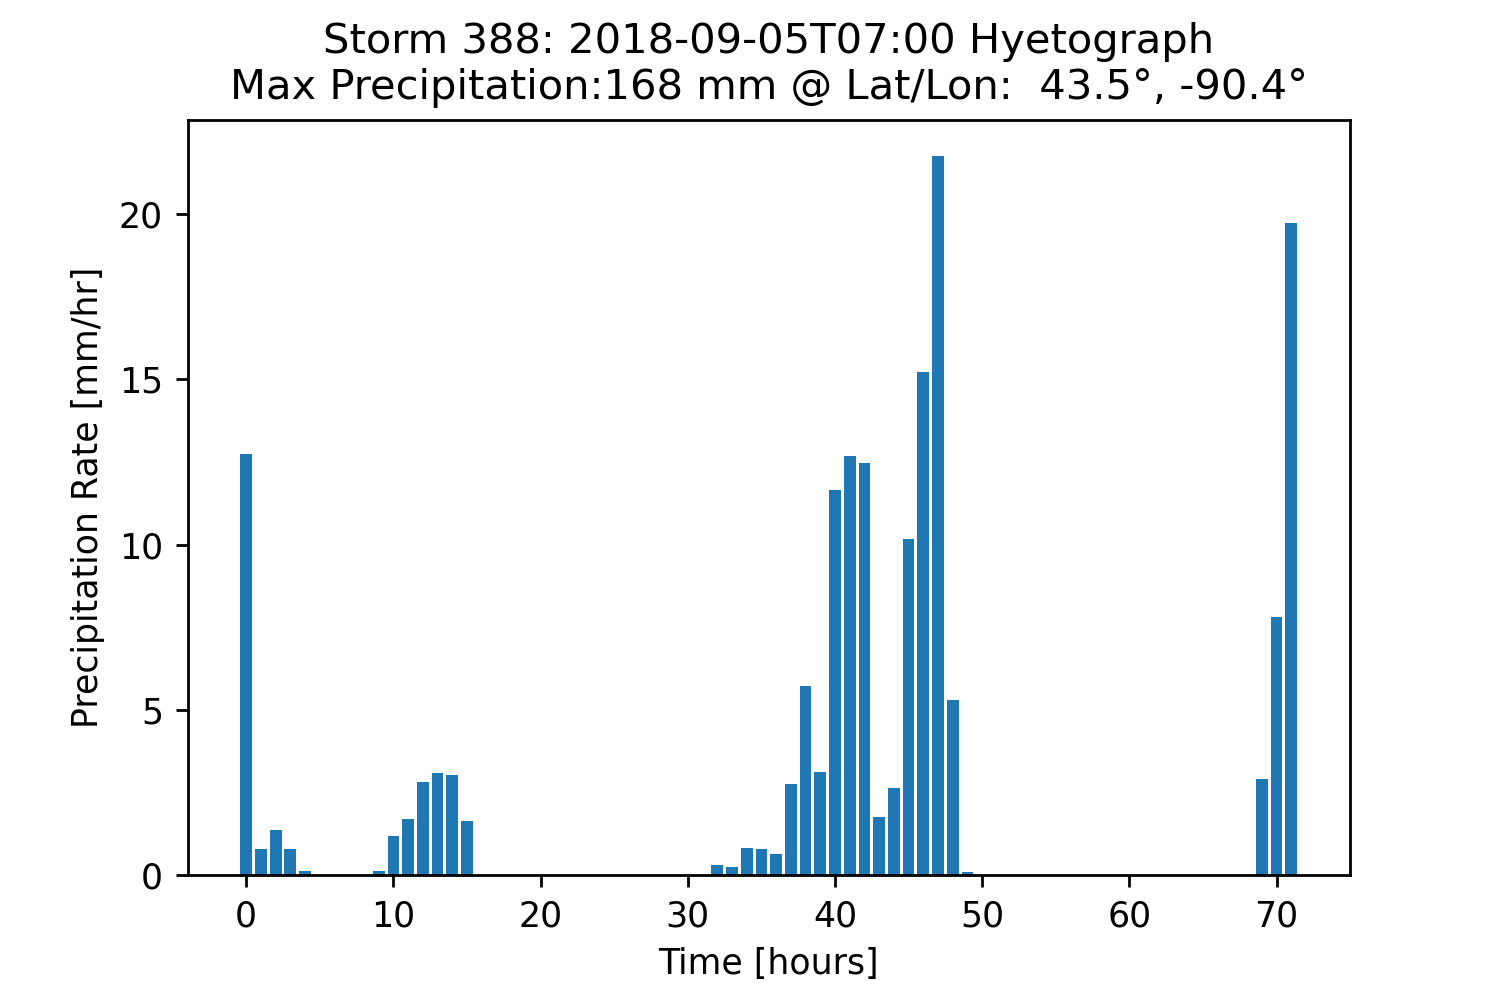 Storm 388: 2018-09-05T07:00 Hyetograph
Max Precipitation:168 mm @ Lat/Lon:  43.5°, -90.4°
Precipitation Rate [mm/hr]
20
15
10
5
0
0 10 20 30 40 50 60 70
Time [hours]